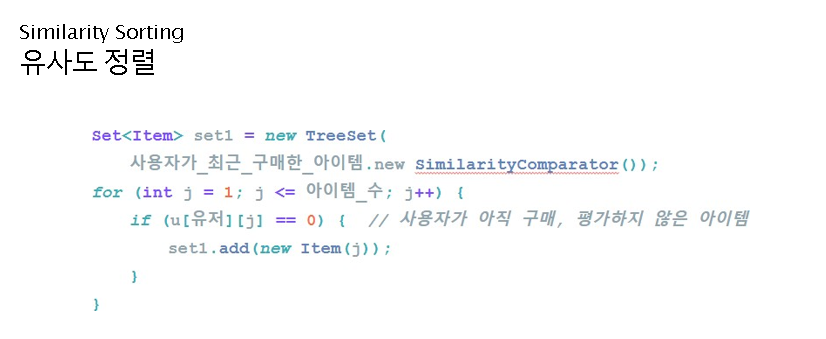 Similarity Sorting
유사도 정렬
Set<Item> set1 = new TreeSet(
사용자가_최근_구매한_아이템.new SimilarityComparator());
for (int j = 1; j <= 아이템_수; j++) {
if (u[유저][j] == 0) {  // 사용자가 아직 구매, 평가하지 않은 아이템
set1.add(new Item(j));
}
}